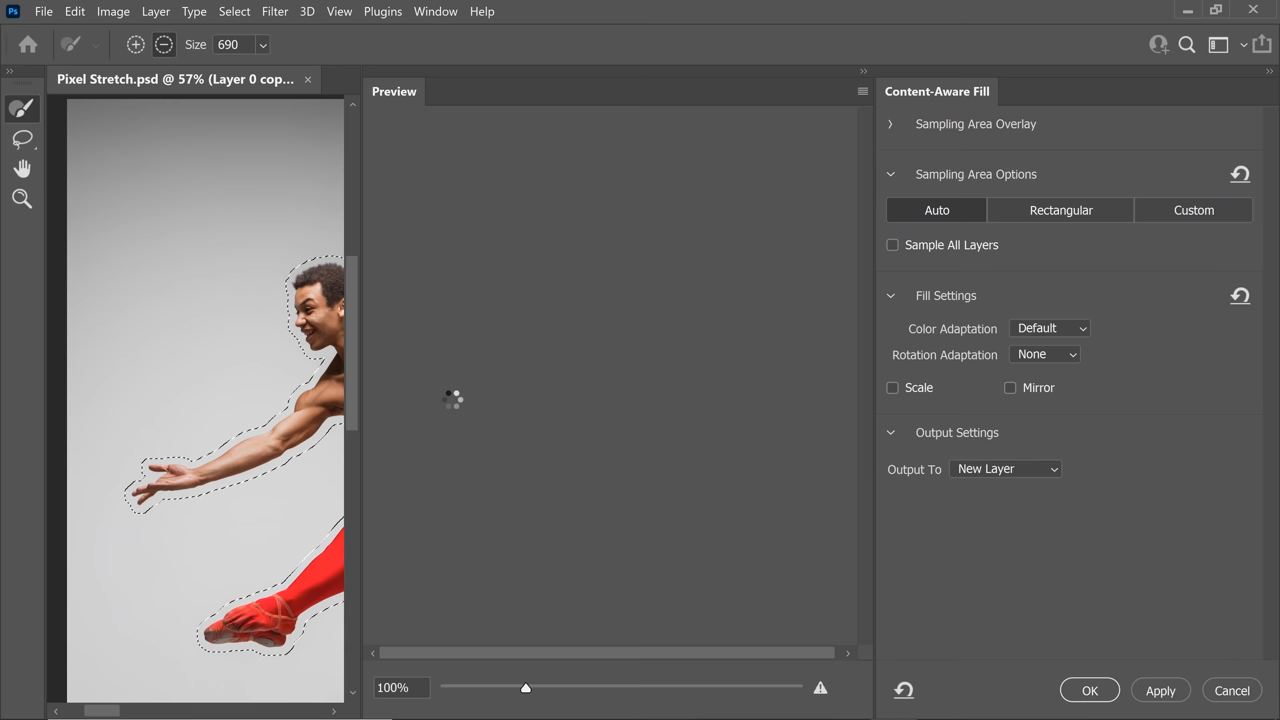 Ps File Edit Image Layer Type Select Filter 3D View Plugins Window Help
Size 690
Pixel Stretch.psd @ 57% (Layer 0 cop...
Preview
Content-Aware Fill
Sampling Area Overlay
Sampling Area Options
Auto Rectangular Custom
Sample All Layers
Fill Settings
Color Adaptation Default
Rotation Adaptation None
Scale Mirror
Output Settings
Output To New Layer
100%
OK Apply Cancel